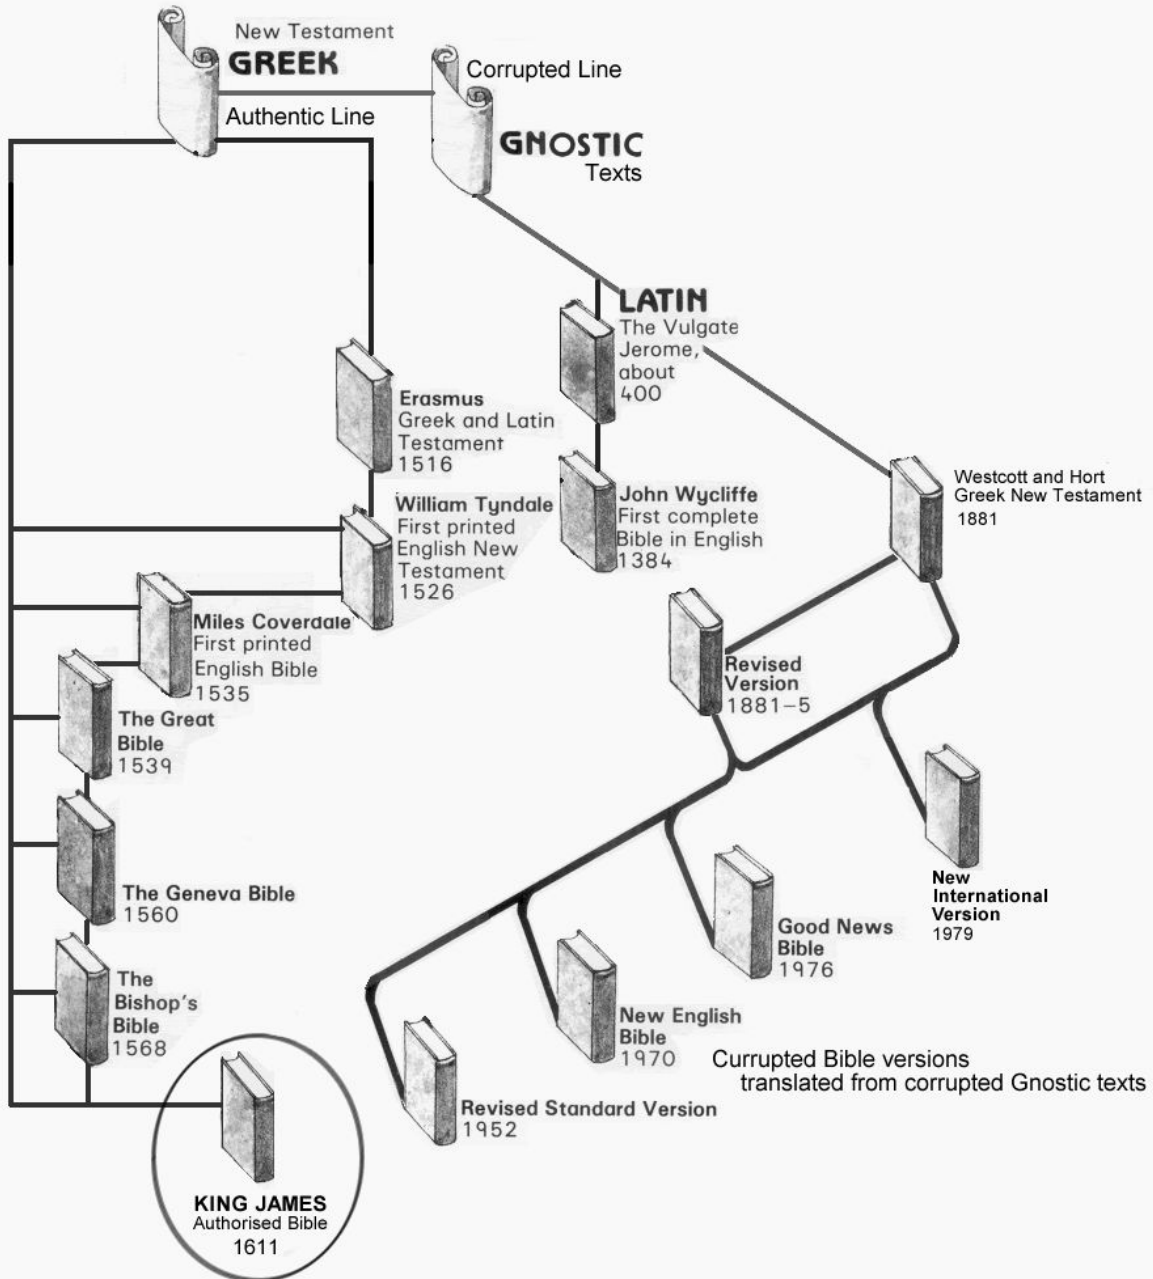 New Testament
GREEK
Authentic Line
Corrupted Line
GNOSTIC
Texts
LATIN
The Vulgate
Jerome,
about
400
Erasmus
Greek and Latin
Testament
1516
John Wycliffe
First complete
Bible in English
1384
Westcott and Hort
Greek New Testament
1881
William Tyndale
First printed
English New
Testament
1526
Miles Coverdale
First printed
English Bible
1535
Revised
Version
1881-5
The Great
Bible
1539
The Geneva Bible
1560
New
International
Version
1979
Good News
Bible
1976
The
Bishop's
Bible
1568
New English
Bible
1970
Currupted Bible versions
translated from corrupted Gnostic texts
Revised Standard Version
1952
KING JAMES
Authorised Bible
1611